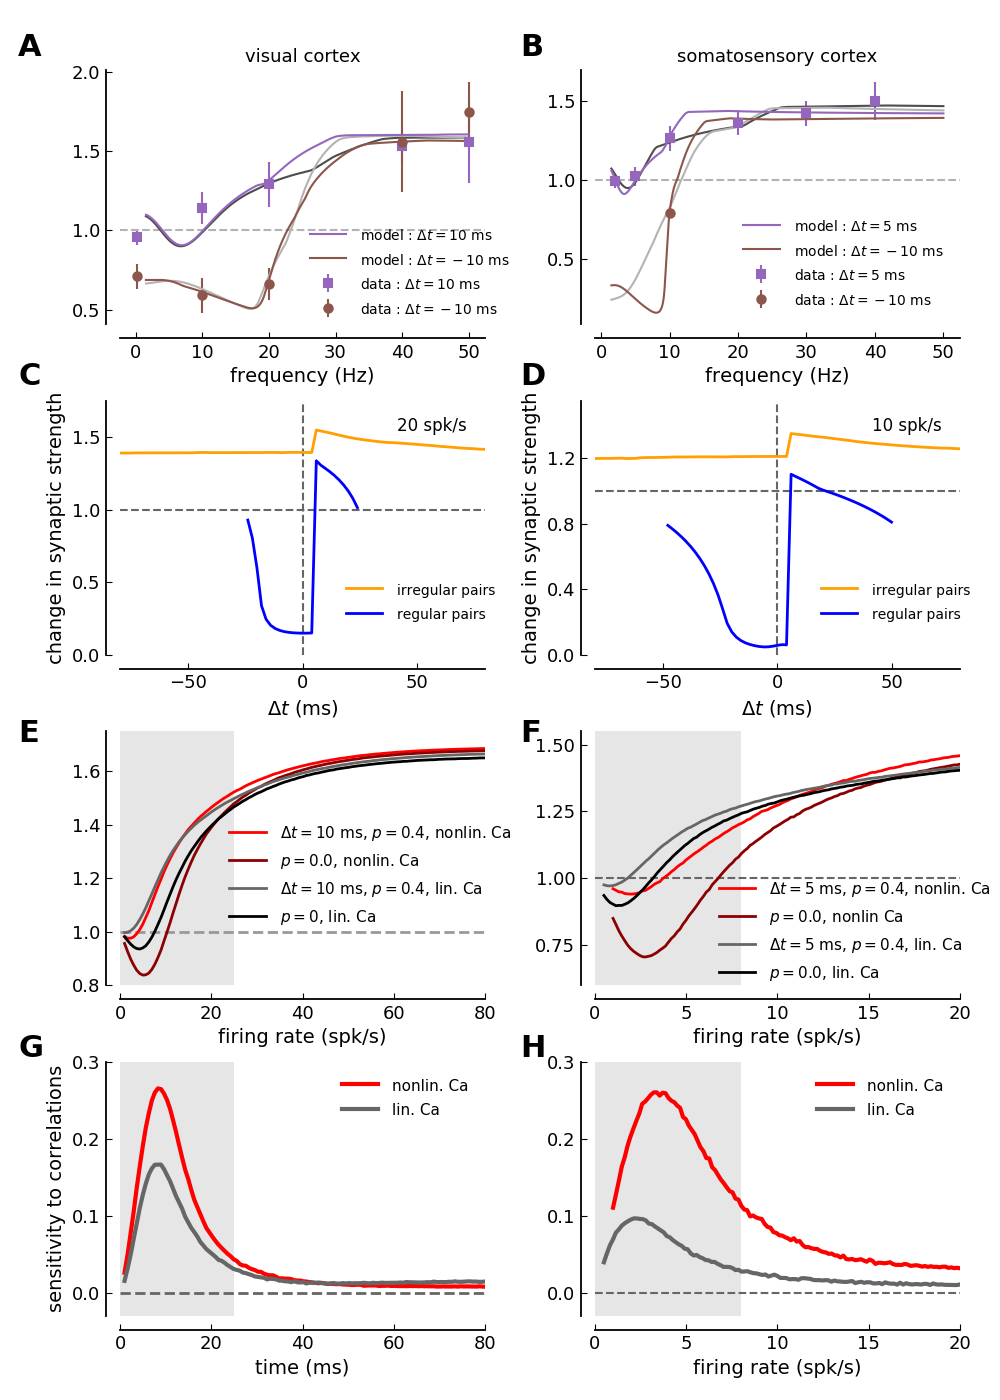 A
visual cortex
B
somatosensory cortex
2.0
1.5
1.0
0.5
model : Δt = 10 ms
model : Δt = −10 ms
data : Δt = 10 ms
data : Δt = −10 ms
0 10 20 30 40 50
frequency (Hz)
1.5
1.0
0.5
model : Δt = 5 ms
model : Δt = −10 ms
data : Δt = 5 ms
data : Δt = −10 ms
0 10 20 30 40 50
frequency (Hz)
C
change in synaptic strength
20 spk/s
1.5
1.0
0.5
0.0
irregular pairs
regular pairs
−50 0 50
Δt (ms)
D
change in synaptic strength
10 spk/s
1.2
0.8
0.4
0.0
irregular pairs
regular pairs
−50 0 50
Δt (ms)
E
1.6
1.4
1.2
1.0
0.8
Δt = 10 ms, p = 0.4, nonlin. Ca
p = 0.0, nonlin. Ca
Δt = 10 ms, p = 0.4, lin. Ca
p = 0, lin. Ca
0 20 40 60 80
firing rate (spk/s)
F
1.50
1.25
1.00
0.75
Δt = 5 ms, p = 0.4, nonlin. Ca
p = 0.0, nonlin Ca
Δt = 5 ms, p = 0.4, lin. Ca
p = 0.0, lin. Ca
0 5 10 15 20
firing rate (spk/s)
G
sensitivity to correlations
0.3
0.2
0.1
0.0
nonlin. Ca
lin. Ca
0 20 40 60 80
time (ms)
H
0.3
0.2
0.1
0.0
nonlin. Ca
lin. Ca
0 5 10 15 20
firing rate (spk/s)